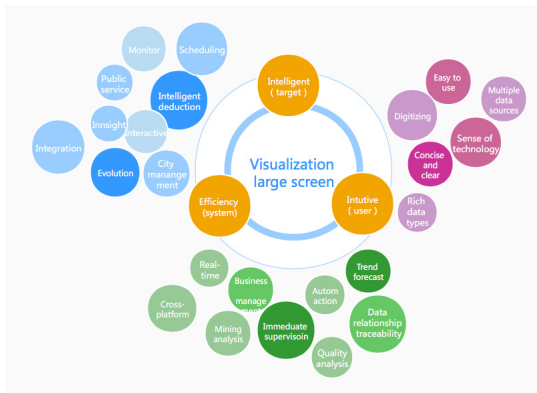 Monitor
Scheduling
Public
service
Intelligent
deduction
Innsight
Interactive
Integration
Evolution
City
manange
ment
Intelligent
( target )
Visualization
large screen
Efficiency
(system)
Intutive
( user )
Easy to
use
Multiple
data
sources
Digitizing
Sense of
technology
Concise
and
clear
Rich
data
types
Real-
time
Business
manage
Cross-
platform
Mining
analysis
Immeduate
supervisoin
Autom
action
Trend
forecast
Data
relationship
traceability
Quality
analysis